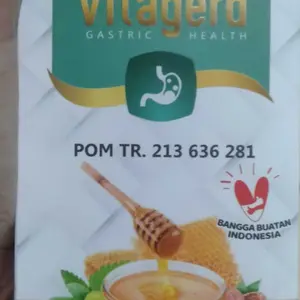 Vitagerd
GASTRIC HEALTH
POM TR. 213 636 281
BANGGA BUATAN
INDONESIA